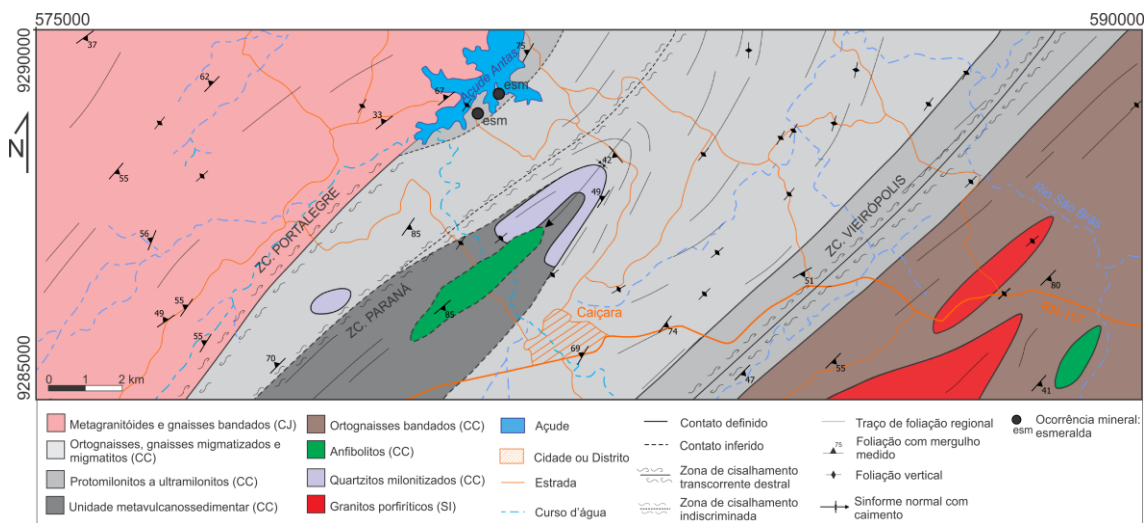 575000
590000
9290000
9285000
N
37
62
67
75
33
55
56
55
49
55
70
85
85
42
49
69
74
51
47
55
80
41
Açude Antas
esm
esm
ZC. PORTALEGRE
ZC. PARANÁ
ZC. VIEIRÓPOLIS
Rio São Brás
Caiçara
RN-117
0 1 2 km
Metagranitóides e gnaisses bandados (CJ)
Ortognaisses, gnaisses migmatizados e
migmatitos (CC)
Protomilonitos a ultramilonitos (CC)
Unidade metavulcanossedimentar (CC)
Ortognaisses bandados (CC)
Anfibolitos (CC)
Quartzitos milonitizados (CC)
Granitos porfiríticos (SI)
Açude
Cidade ou Distrito
Estrada
Curso d'água
Contato definido
Contato inferido
Zona de cisalhamento
transcorrente destral
Zona de cisalhamento
indiscriminada
Traço de foliação regional
75
Foliação com mergulho
medido
Foliação vertical
Sinforme normal com
caimento
esm
Ocorrência mineral:
esmeralda